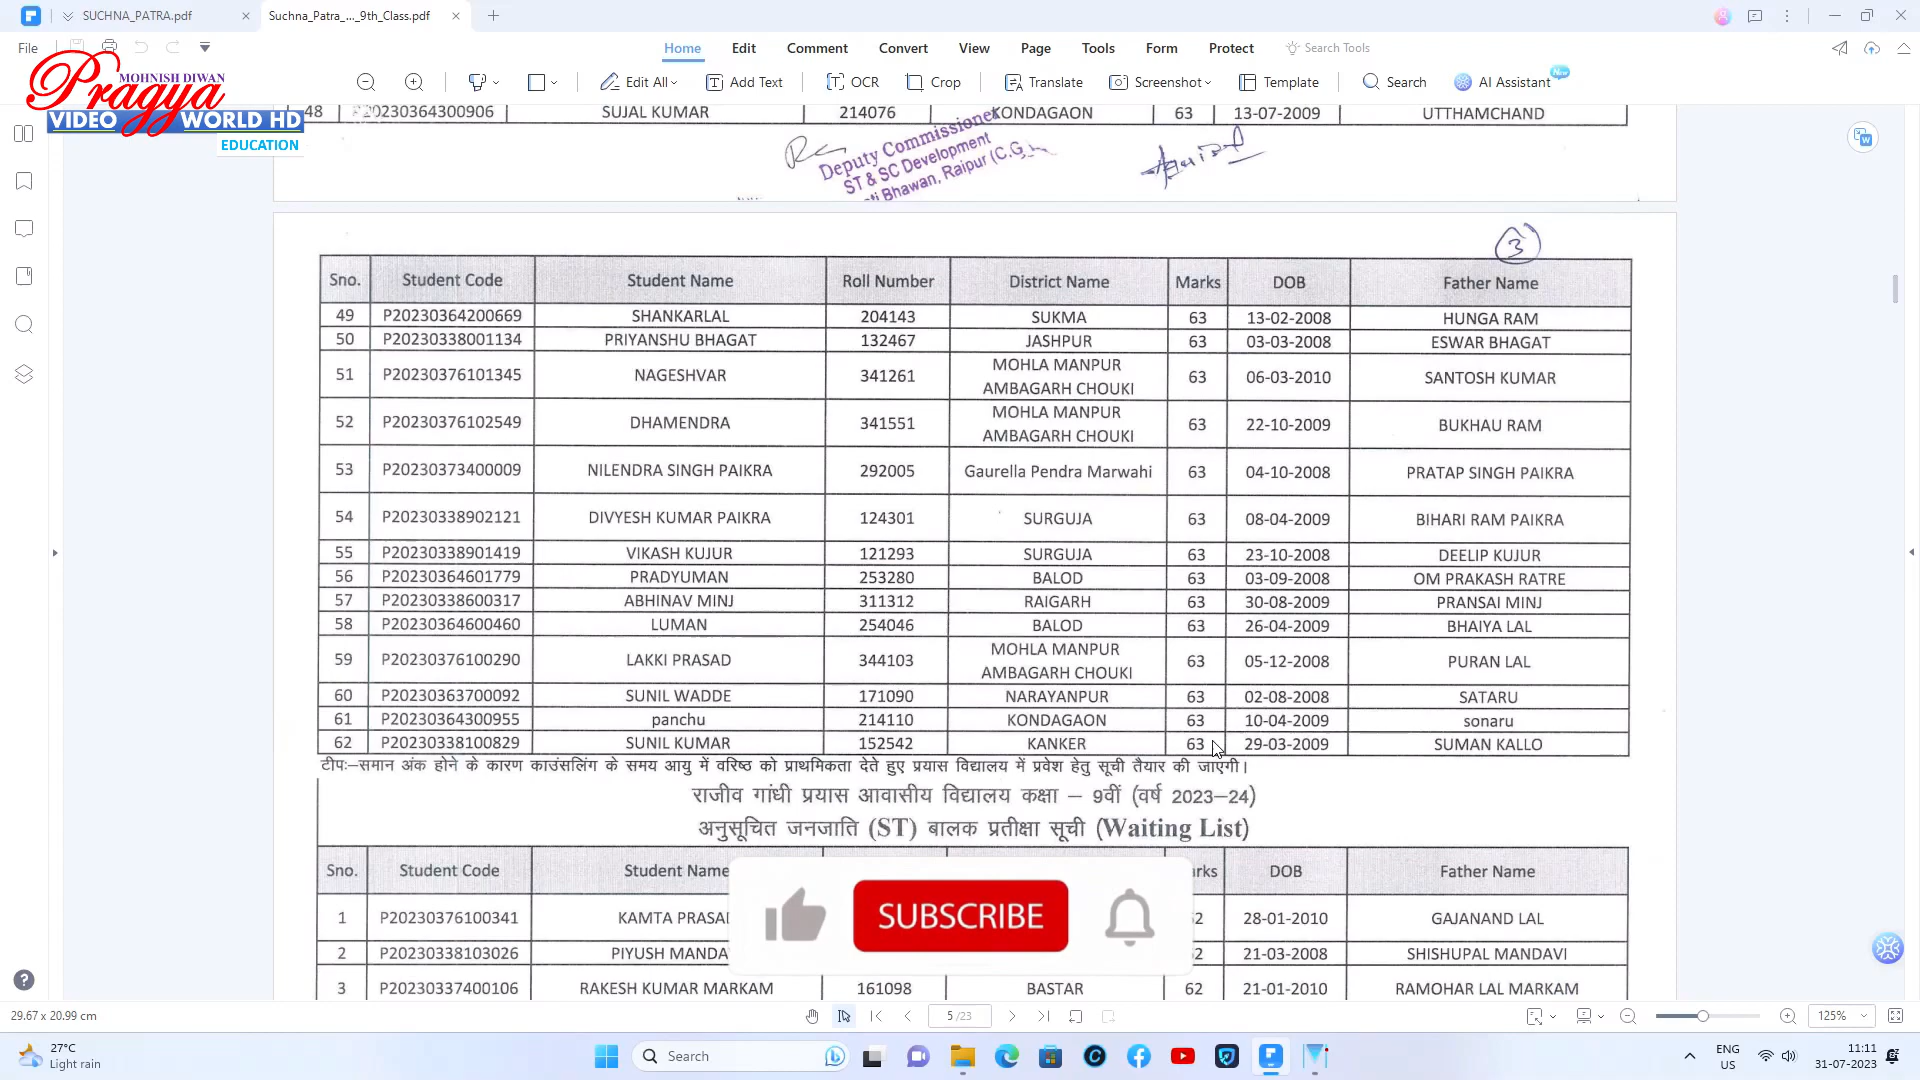 SUCHNA_PATRA.pdf
Suchna_Patra_..._9th_Class.pdf
File
Home Edit Comment Convert View Page Tools Form Protect Search Tools
Edit All Add Text OCR Crop Translate Screenshot Template Search AI Assistant New
MOHNISH DIWAN
Pragya
VIDEO WORLD HD
EDUCATION
48 P20230364300906 SUJAL KUMAR 214076 KONDAGAON 63 13-07-2009 UTTHAMCHAND
Deputy Commissioner
ST & SC Development
Bhawan, Raipur (C.G.)
3
Sno. Student Code Student Name Roll Number District Name Marks DOB Father Name
49 P20230364200669 SHANKARLAL 204143 SUKMA 63 13-02-2008 HUNGA RAM
50 P20230338001134 PRIYANSHU BHAGAT 132467 JASHPUR 63 03-03-2008 ESWAR BHAGAT
51 P20230376101345 NAGESHVAR 341261 MOHLA MANPUR AMBAGARH CHOUKI 63 06-03-2010 SANTOSH KUMAR
52 P20230376102549 DHAMENDRA 341551 MOHLA MANPUR AMBAGARH CHOUKI 63 22-10-2009 BUKHAU RAM
53 P20230373400009 NILENDRA SINGH PAIKRA 292005 Gaurella Pendra Marwahi 63 04-10-2008 PRATAP SINGH PAIKRA
54 P20230338902121 DIVYESH KUMAR PAIKRA 124301 SURGUJA 63 08-04-2009 BIHARI RAM PAIKRA
55 P20230338901419 VIKASH KUJUR 121293 SURGUJA 63 23-10-2008 DEELIP KUJUR
56 P20230364601779 PRADYUMAN 253280 BALOD 63 03-09-2008 OM PRAKASH RATRE
57 P20230338600317 ABHINAV MINJ 311312 RAIGARH 63 30-08-2009 PRANSAI MINJ
58 P20230364600460 LUMAN 254046 BALOD 63 26-04-2009 BHAIYA LAL
59 P20230376100290 LAKKI PRASAD 344103 MOHLA MANPUR AMBAGARH CHOUKI 63 05-12-2008 PURAN LAL
60 P20230363700092 SUNIL WADDE 171090 NARAYANPUR 63 02-08-2008 SATARU
61 P20230364300955 panchu 214110 KONDAGAON 63 10-04-2009 sonaru
62 P20230338100829 SUNIL KUMAR 152542 KANKER 63 29-03-2009 SUMAN KALLO
टीपः-समान अंक होने के कारण काउंसलिंग के समय आयु में वरिष्ठ को प्राथमिकता देते हुए प्रयास विद्यालय में प्रवेश हेतु सूची तैयार की जाएगी।
राजीव गांधी प्रयास आवासीय विद्यालय कक्षा – 9वीं (वर्ष 2023–24)
अनुसूचित जनजाति (ST) बालक प्रतीक्षा सूची (Waiting List)
Sno. Student Code Student Name DOB Father Name
1 P20230376100341 KAMTA 28-01-2010 GAJANAND LAL
2 P20230338103026 PIYUSH 21-03-2008 SHISHUPAL MANDAVI
3 P20230337400106 RAKESH KUMAR MARKAM 161098 BASTAR 62 21-01-2010 RAMOHAR LAL MARKAM
SUBSCRIBE
29.67 x 20.99 cm
5 /23
125%
27°C
Light rain
Search
ENG
US
11:11
31-07-2023